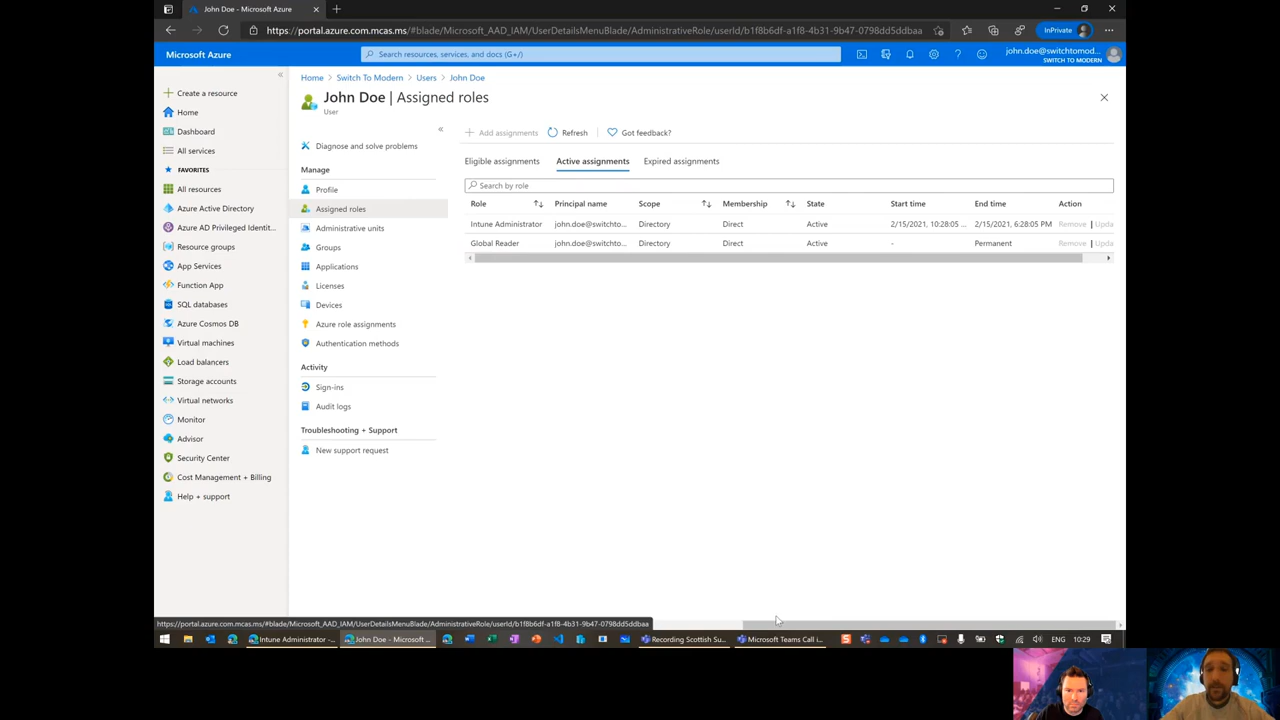 John Doe - Microsoft Azure
https://portal.azure.com.mcas.ms/#blade/Microsoft_AAD_IAM/UserDetailsMenuBlade/AdministrativeRole/userId/b1f8b6df-a1f8-4b31-9b47-0798dd5ddbaa
InPrivate
Microsoft Azure
Search resources, services, and docs (G+/)
john.doe@switchtomod...
SWITCH TO MODERN
Create a resource
Home
Dashboard
All services
FAVORITES
All resources
Azure Active Directory
Azure AD Privileged Identit...
Resource groups
App Services
Function App
SQL databases
Azure Cosmos DB
Virtual machines
Load balancers
Storage accounts
Virtual networks
Monitor
Advisor
Security Center
Cost Management + Billing
Help + support
Home > Switch To Modern > Users > John Doe
John Doe | Assigned roles
User
Diagnose and solve problems
Manage
Profile
Assigned roles
Administrative units
Groups
Applications
Licenses
Devices
Azure role assignments
Authentication methods
Activity
Sign-ins
Audit logs
Troubleshooting + Support
New support request
Add assignments Refresh Got feedback?
Eligible assignments Active assignments Expired assignments
Search by role
Role Principal name Scope Membership State Start time End time Action
Intune Administrator john.doe@switchto... Directory Direct Active 2/15/2021, 10:28:05 ... 2/15/2021, 6:28:05 PM Remove | Upda
Global Reader john.doe@switchto... Directory Direct Active - Permanent Remove | Upda
https://portal.azure.com.mcas.ms/#blade/Microsoft_AAD_IAM/UserDetailsMenuBlade/AdministrativeRole/userId/b1f8b6df-a1f8-4b31-9b47-0798dd5ddbaa
Intune Administrator -...
John Doe - Microsoft ...
Recording Scottish Su...
Microsoft Teams Call i...
ENG
10:29